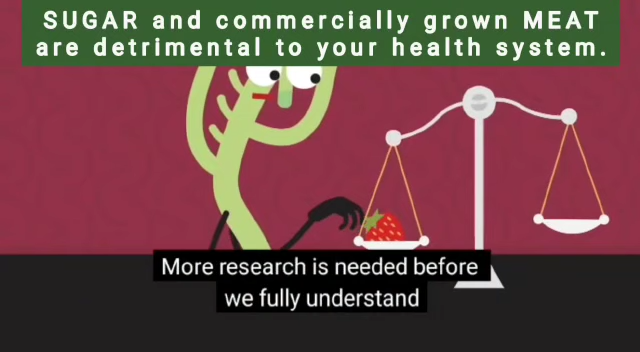 SUGAR and commercially grown MEAT
are detrimental to your health system.
More research is needed before
we fully understand